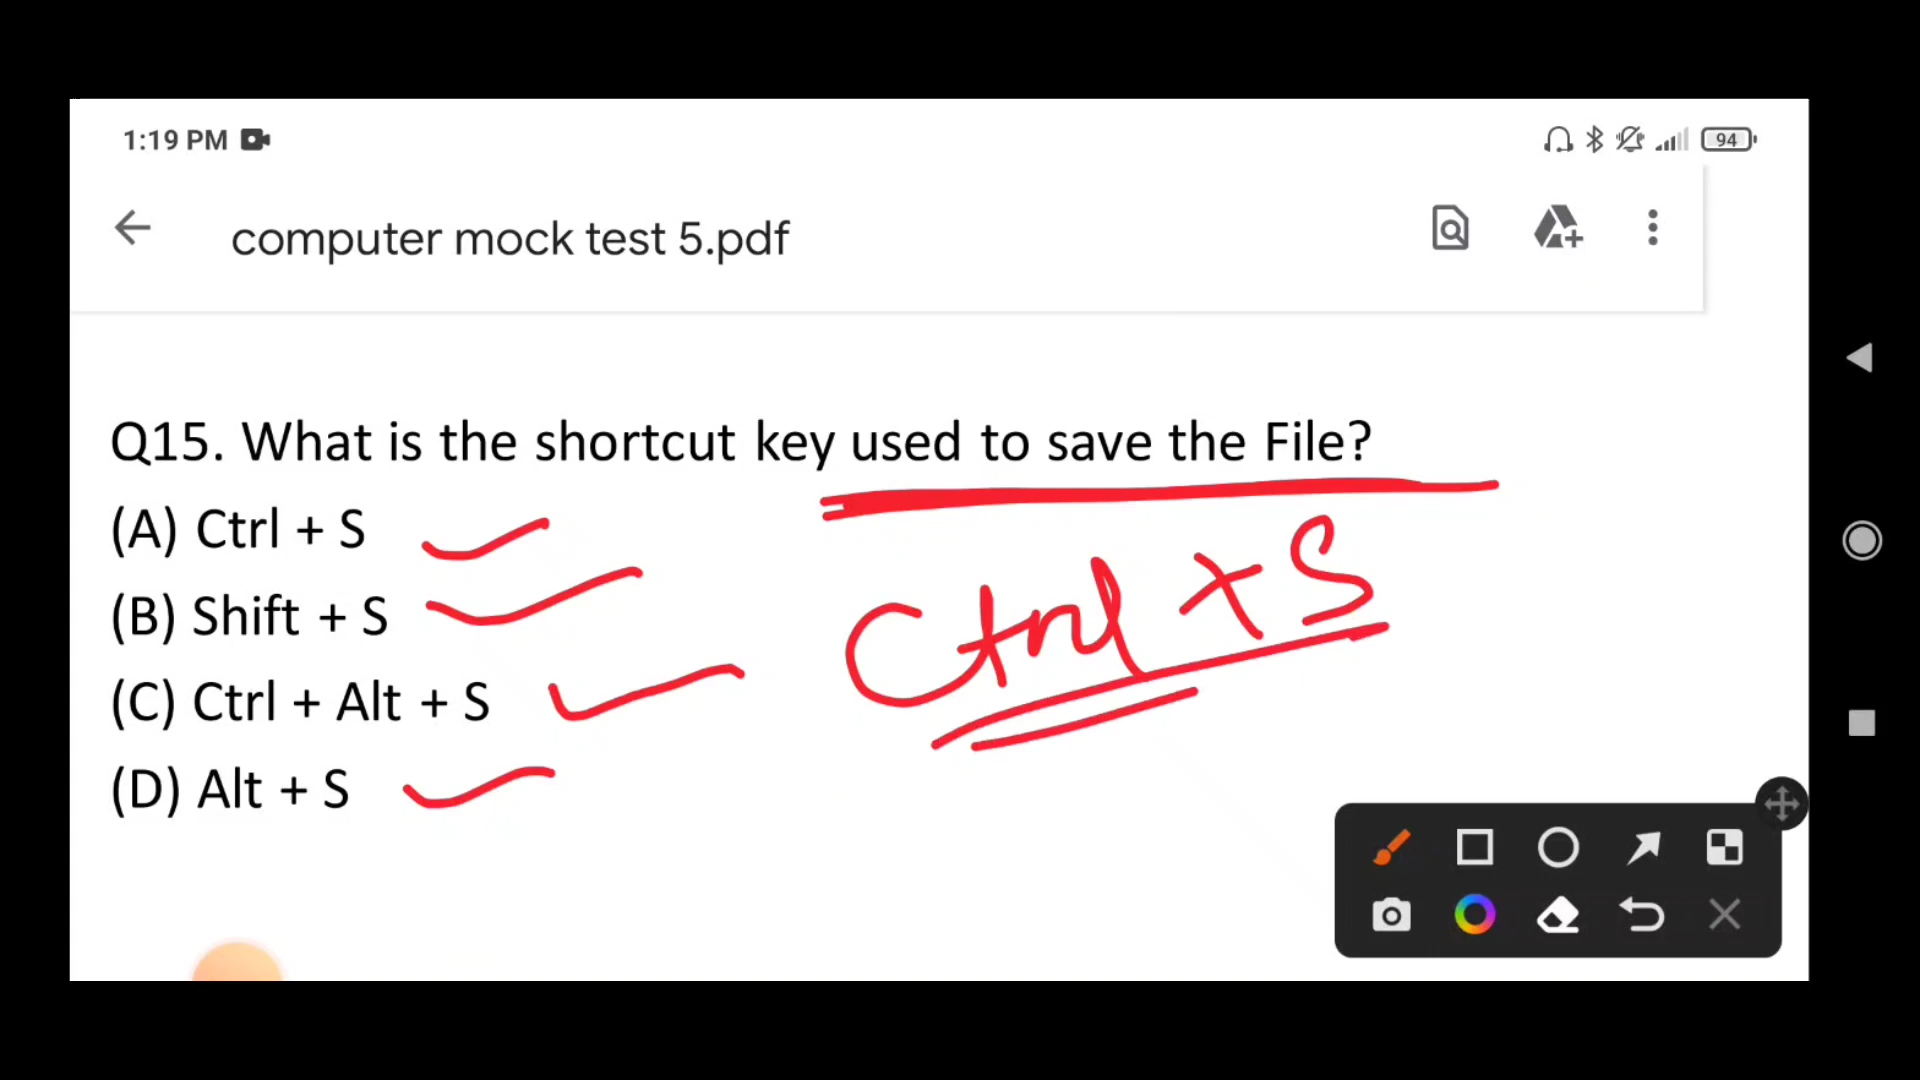 1:19 PM
94
computer mock test 5.pdf
Q15. What is the shortcut key used to save the File?
(A) Ctrl + S
(B) Shift + S
(C) Ctrl + Alt + S
(D) Alt + S
Ctrl + S